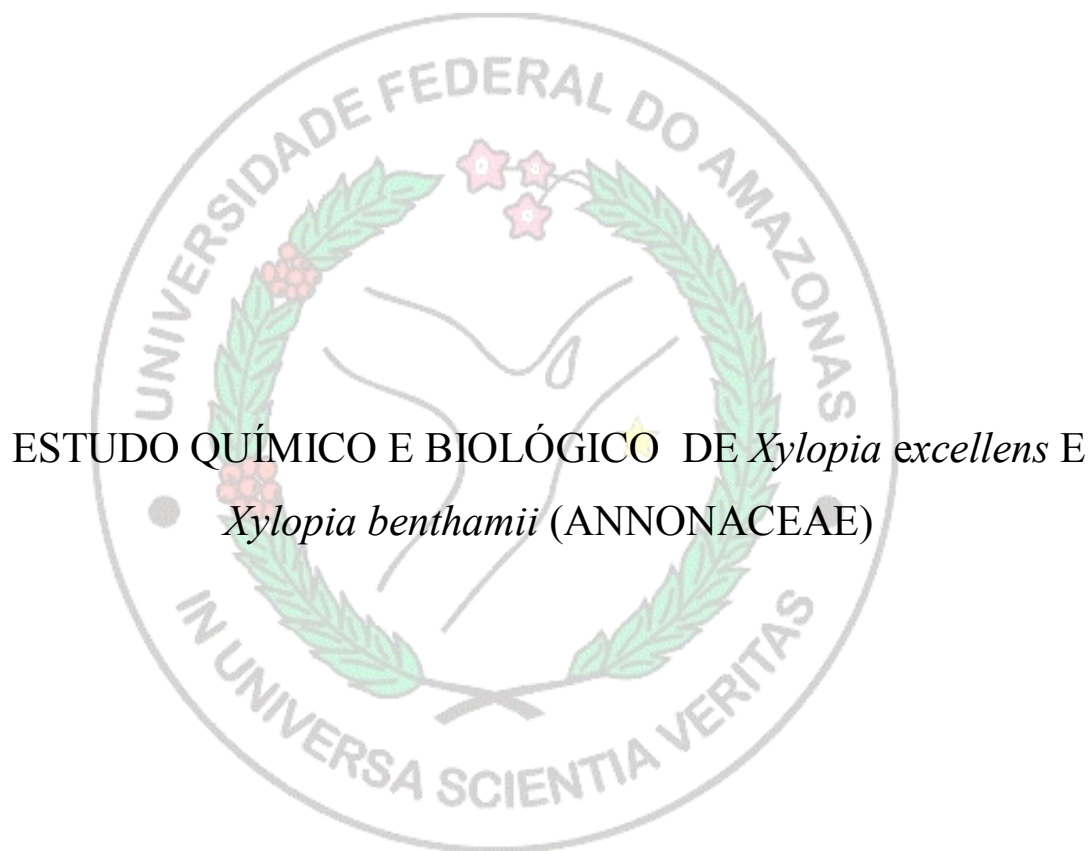 UNIVERSIDADE FEDERAL DO AMAZONAS
ESTUDO QUÍMICO E BIOLÓGICO DE Xylopia excellens E
Xylopia benthamii (ANNONACEAE)
IN UNIVERSA SCIENTIA VERITAS